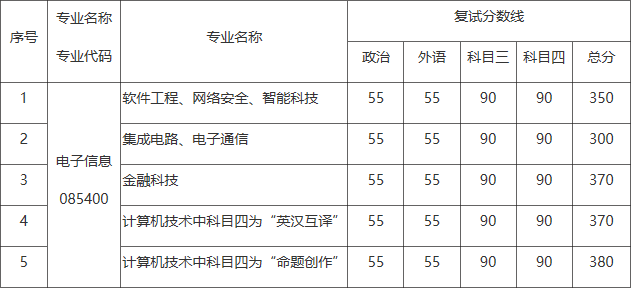 序号 专业名称 专业代码 专业名称 复试分数线
政治 外语 科目三 科目四 总分
1 电子信息 085400 软件工程、网络安全、智能科技 55 55 90 90 350
2 集成电路、电子通信 55 55 90 90 300
3 金融科技 55 55 90 90 370
4 计算机技术中科目四为“英汉互译” 55 55 90 90 370
5 计算机技术中科目四为“命题创作” 55 55 90 90 380